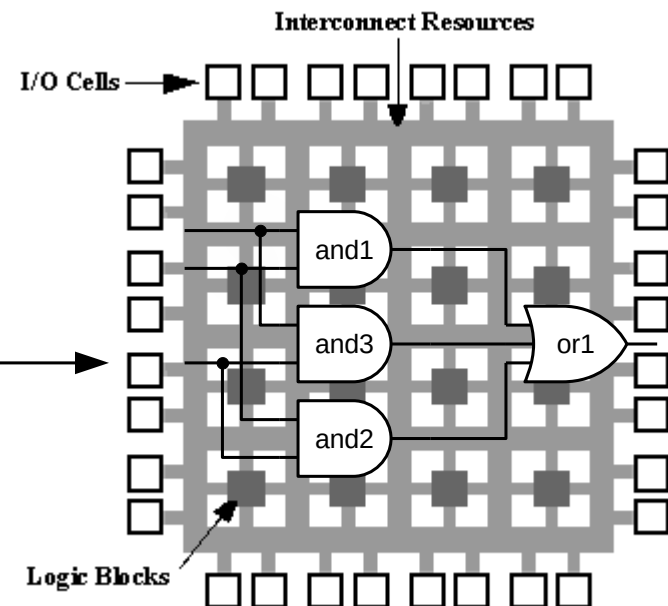 Interconnect Resources
I/O Cells
and1
and3
or1
and2
Logic Blocks